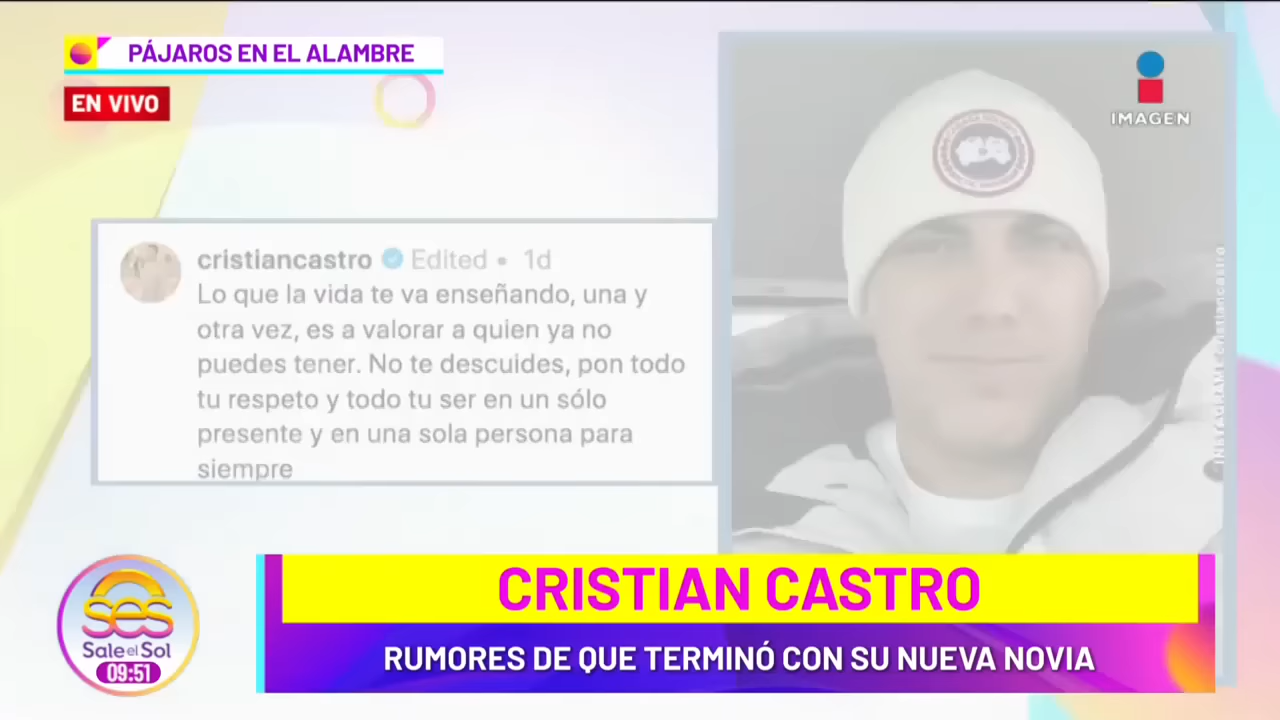 PÁJAROS EN EL ALAMBRE
EN VIVO
IMAGEN
cristiancastro Edited • 1d
Lo que la vida te va enseñando, una y
otra vez, es a valorar a quien ya no
puedes tener. No te descuides, pon todo
tu respeto y todo tu ser en un sólo
presente y en una sola persona para
siempre
INSTAGRAM: cristiancastro
CRISTIAN CASTRO
RUMORES DE QUE TERMINÓ CON SU NUEVA NOVIA
ses
Sale el Sol
09:51